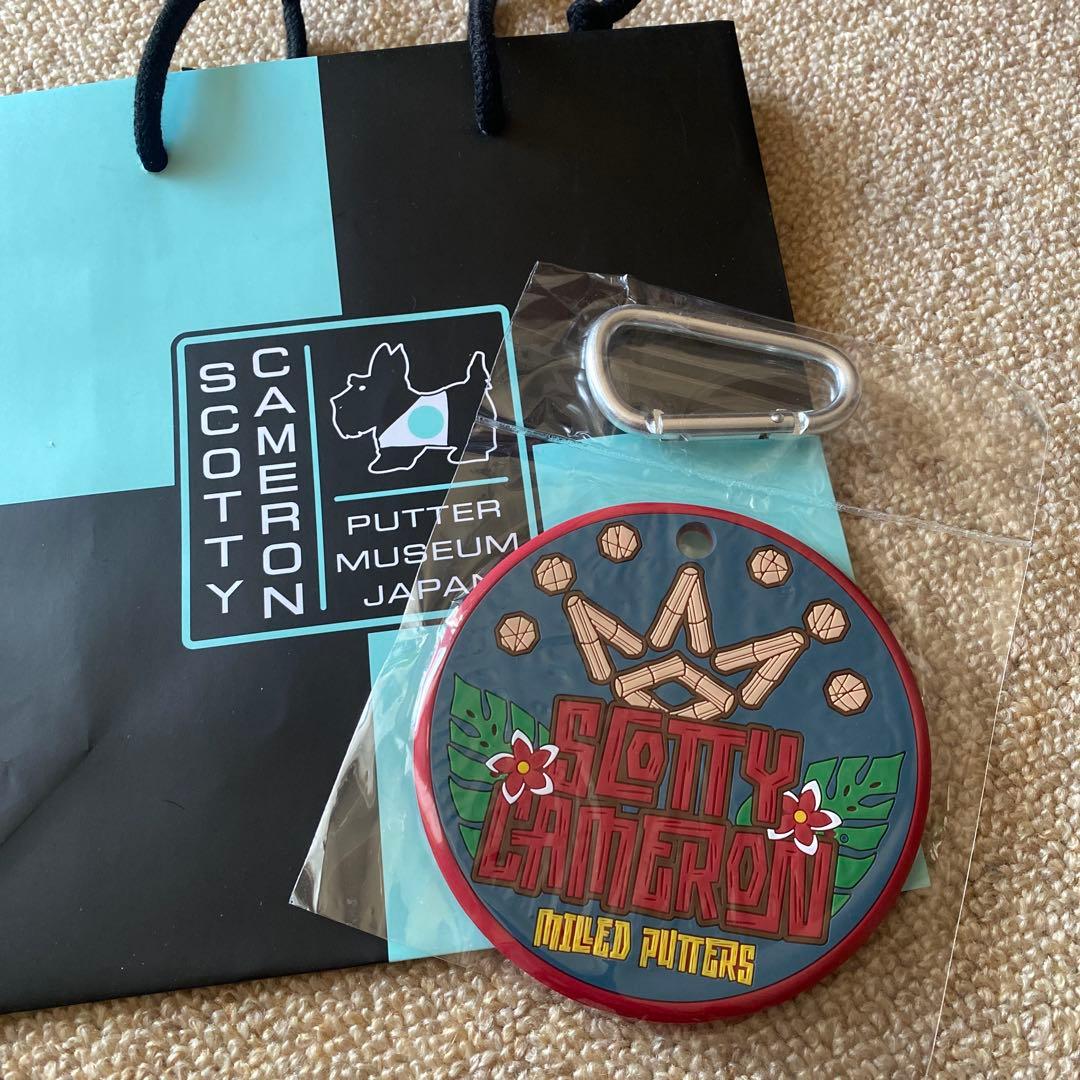 SCOTTY
CAMERON
PUTTER
MUSEUM
JAPAN
SCOTTY
CAMERON
MILLED PUTTERS